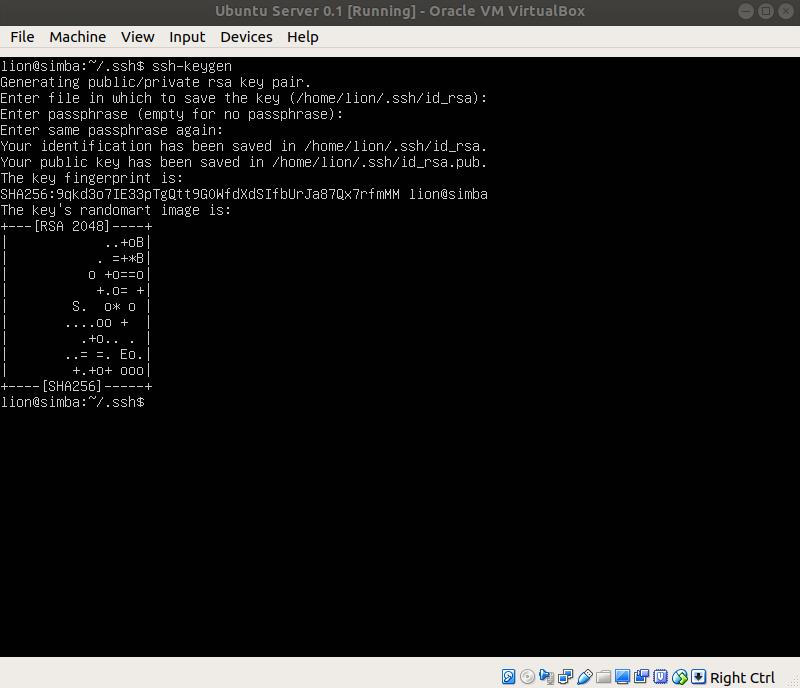 Ubuntu Server 0.1 [Running] - Oracle VM VirtualBox
File Machine View Input Devices Help
lion@simba:~/.ssh$ ssh-keygen
Generating public/private rsa key pair.
Enter file in which to save the key (/home/lion/.ssh/id_rsa):
Enter passphrase (empty for no passphrase):
Enter same passphrase again:
Your identification has been saved in /home/lion/.ssh/id_rsa.
Your public key has been saved in /home/lion/.ssh/id_rsa.pub.
The key fingerprint is:
SHA256:9qkd3o7IE33pTgQtt9G0WfdXdSIfbUrJa87Qx7rfmMM lion@simba
The key's randomart image is:
+---[RSA 2048]----+
|             ..+oB|
|            . =+*B|
|           o +o==o|
|            +.o= +|
|         S.  o* o |
|        ....oo +  |
|          .+o.. . |
|        ..= =. Eo.|
|         +.+o+ ooo|
+----[SHA256]-----+
lion@simba:~/.ssh$
Right Ctrl